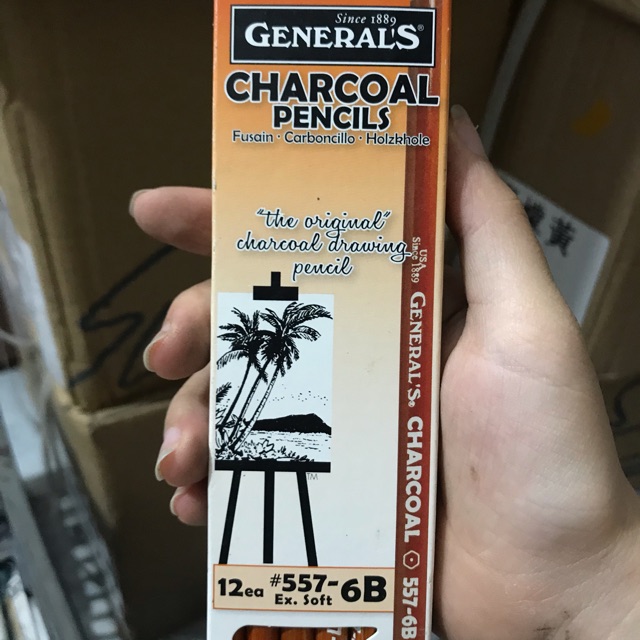 Since 1889
GENERAL'S®
CHARCOAL
PENCILS
Fusain · Carboncillo · Holzkhole
"the original"
charcoal drawing
pencil
TM
12ea #557-6B
Ex. Soft
USA
Since 1889
GENERAL'S® CHARCOAL 557-6B